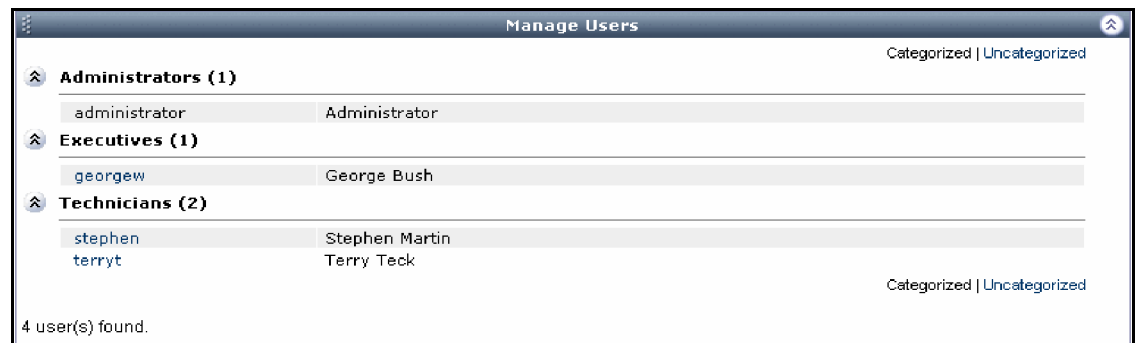 Manage Users
Categorized | Uncategorized
Administrators (1)
administrator Administrator
Executives (1)
georgew George Bush
Technicians (2)
stephen Stephen Martin
terryt Terry Teck
Categorized | Uncategorized
4 user(s) found.